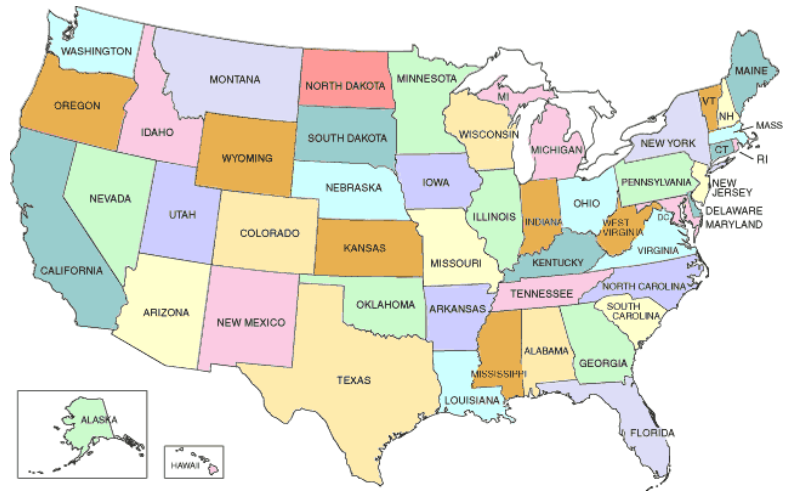 WASHINGTON
MONTANA
NORTH DAKOTA
MINNESOTA
MAINE
OREGON
IDAHO
SOUTH DAKOTA
WISCONSIN
MI
MICHIGAN
VT
NH
MASS
NEW YORK
CT
RI
WYOMING
NEBRASKA
IOWA
PENNSYLVANIA
NEW
JERSEY
NEVADA
UTAH
COLORADO
ILLINOIS
INDIANA
OHIO
WEST
VIRGINIA
DC
DELAWARE
MARYLAND
CALIFORNIA
KANSAS
MISSOURI
KENTUCKY
VIRGINIA
ARIZONA
NEW MEXICO
OKLAHOMA
ARKANSAS
TENNESSEE
NORTH CAROLINA
SOUTH
CAROLINA
TEXAS
LOUISIANA
MISSISSIPPI
ALABAMA
GEORGIA
FLORIDA
ALASKA
HAWAII